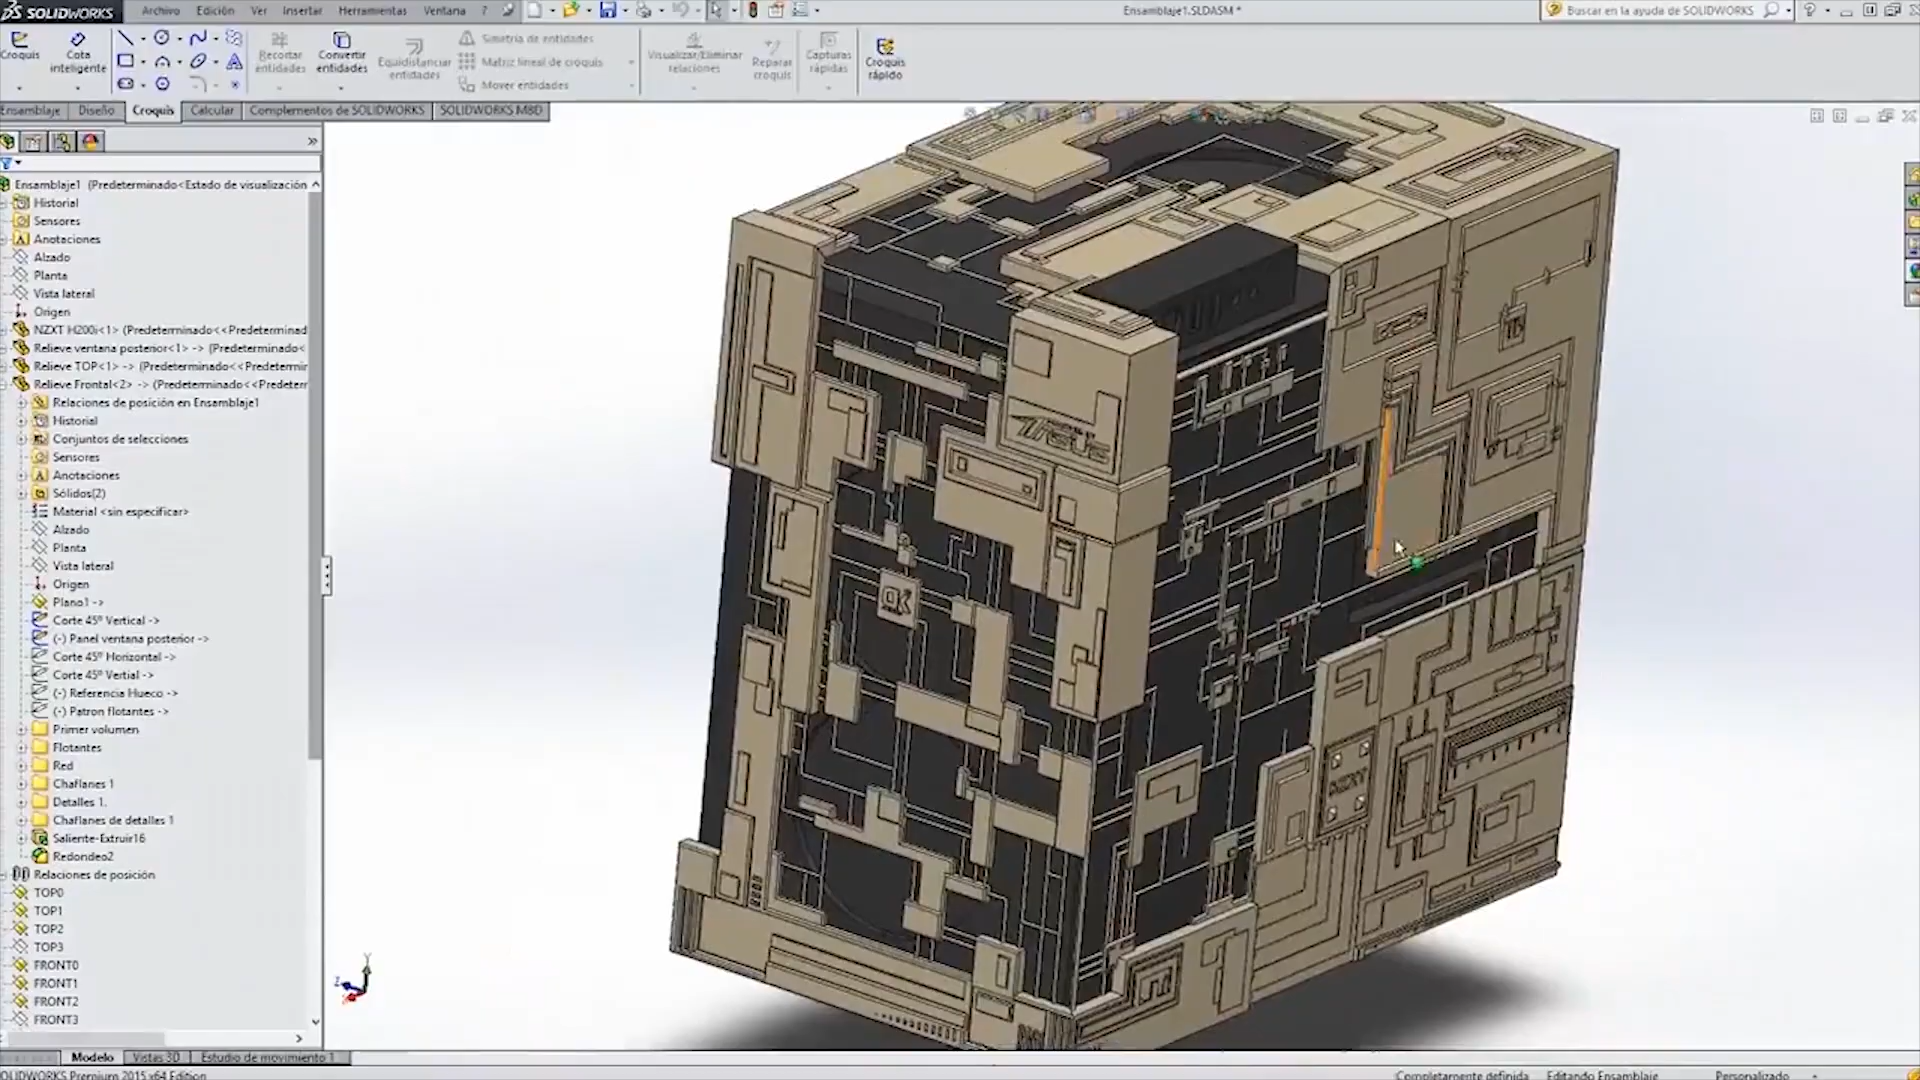 SOLIDWORKS Archivo Edición Ver Insertar Herramientas Ventana ? Ensamblaje1.SLDASM * Buscar en la ayuda de SOLIDWORKS
Croquis
Cota inteligente
Recortar entidades
Convertir entidades
Equidistanciar entidades
Simetría de entidades
Matriz lineal de croquis
Mover entidades
Visualizar/Eliminar relaciones
Reparar croquis
Capturas rápidas
Croquis rápido
Ensamblaje Diseño Croquis Calcular Complementos de SOLIDWORKS SOLIDWORKS MBD
Ensamblaje1 (Predeterminado<Estado de visualización
Historial
Sensores
Anotaciones
Alzado
Planta
Vista lateral
Origen
NZXT H200i<1> (Predeterminado<<Predeterminad
Relieve ventana posterior<1> -> (Predeterminado<
Relieve TOP<1> -> (Predeterminado<<Predetermin
Relieve Frontal<2> -> (Predeterminado<<Predeterr
Relaciones de posición en Ensamblaje1
Historial
Conjuntos de selecciones
Sensores
Anotaciones
Sólidos(2)
Material <sin especificar>
Alzado
Planta
Vista lateral
Origen
Plano1 ->
Corte 45º Vertical ->
(-) Panel ventana posterior ->
Corte 45º Horizontal ->
Corte 45º Vertial ->
(-) Referencia Hueco ->
(-) Patron flotantes ->
Primer volumen
Flotantes
Red
Chaflanes 1
Detalles 1.
Chaflanes de detalles 1
Saliente-Extruir16
Redondeo2
Relaciones de posición
TOP0
TOP1
TOP2
TOP3
FRONT0
FRONT1
FRONT2
FRONT3
Modelo Vistas 3D Estudio de movimiento 1
SOLIDWORKS Premium 2015 x64 Edition Completamente definida Editando Ensamblaje Personalizado